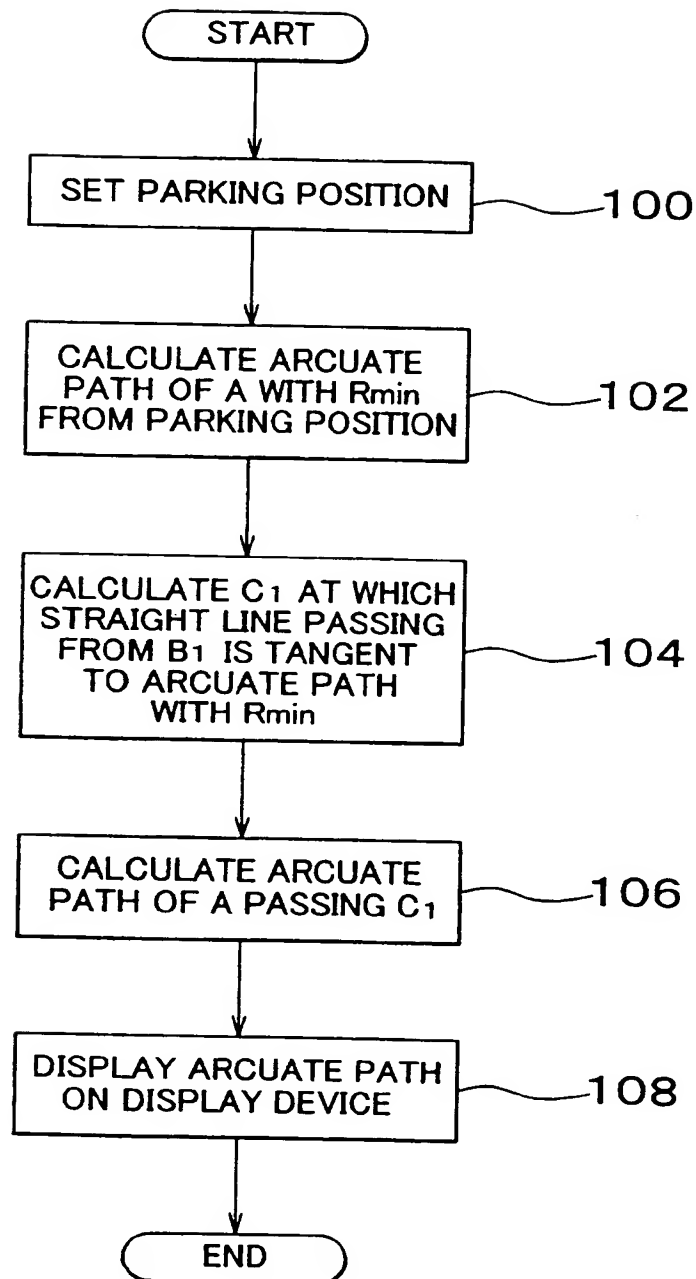 START
SET PARKING POSITION
100
CALCULATE ARCUATE
PATH OF A WITH Rmin
FROM PARKING POSITION
102
CALCULATE C1 AT WHICH
STRAIGHT LINE PASSING
FROM B1 IS TANGENT
TO ARCUATE PATH
WITH Rmin
104
CALCULATE ARCUATE
PATH OF A PASSING C1
106
DISPLAY ARCUATE PATH
ON DISPLAY DEVICE
108
END